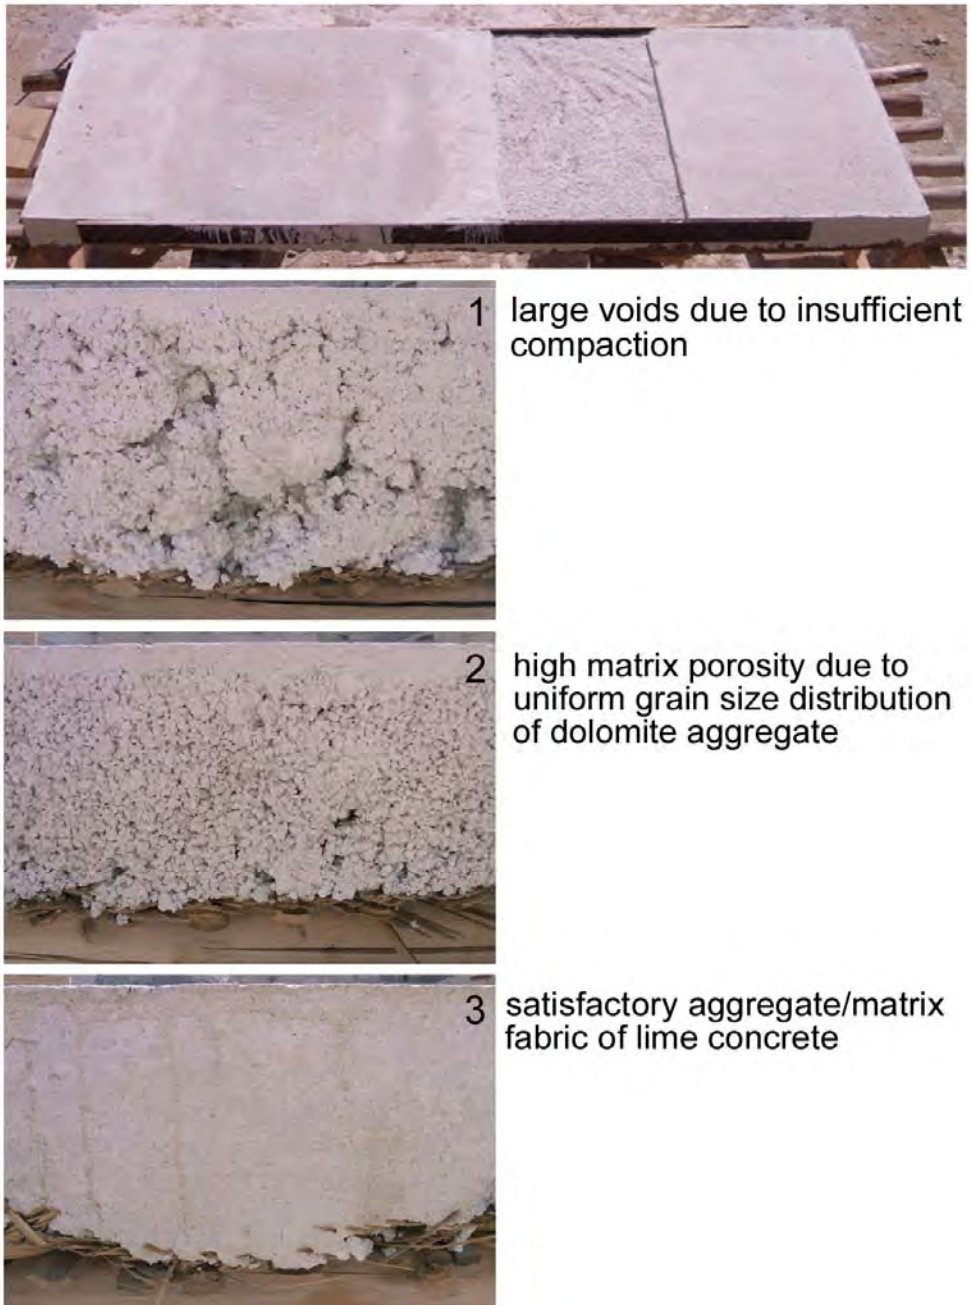 1
large voids due to insufficient
compaction
2
high matrix porosity due to
uniform grain size distribution
of dolomite aggregate
3
satisfactory aggregate/matrix
fabric of lime concrete